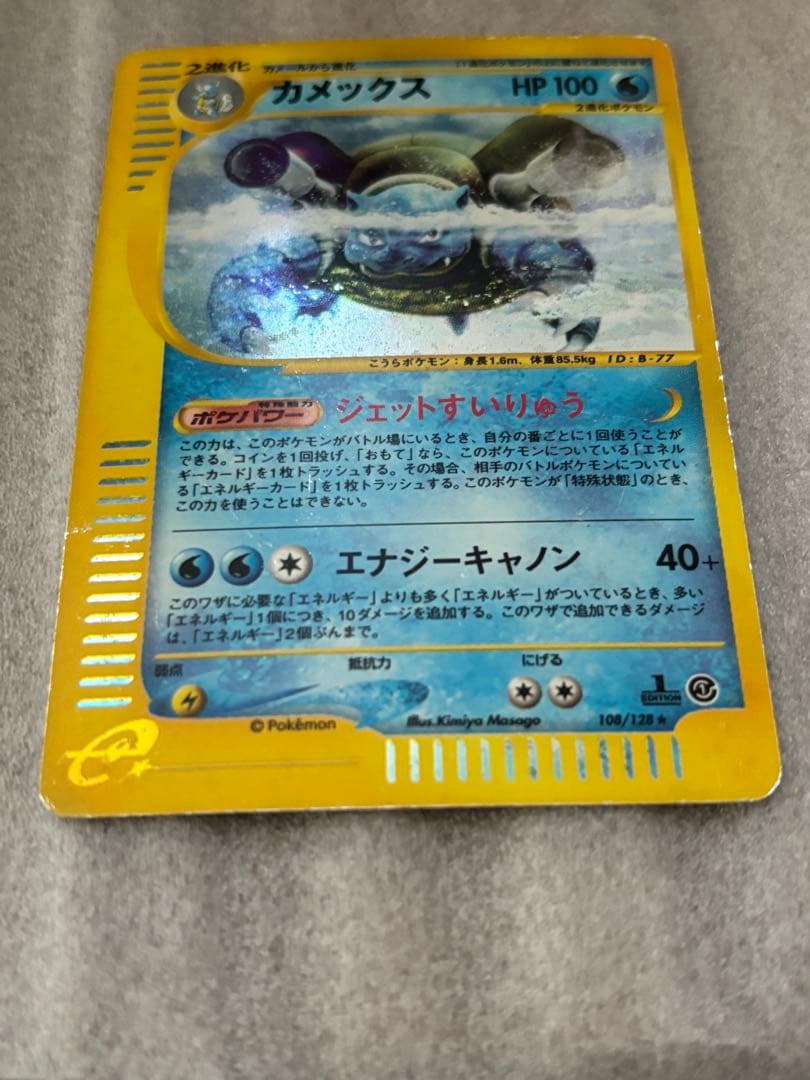 2進化
カメールから進化
カメックス
HP 100
2進化ポケモン
こうらポケモン：身長1.6m、体重85.5kg ID：B-77
特殊能力
ポケパワー
ジェットすいりゅう
この力は、このポケモンがバトル場にいるとき、自分の番ごとに1回使うことが
できる。コインを1回投げ、「おもて」なら、このポケモンについている「エネル
ギーカード」を1枚トラッシュする。その場合、相手のバトルポケモンについてい
る「エネルギーカード」を1枚トラッシュする。このポケモンが「特殊状態」のとき、
この力を使うことはできない。
エナジーキャノン
40+
このワザに必要な「エネルギー」よりも多く「エネルギー」がついているとき、多い
「エネルギー」1個につき、10ダメージを追加する。このワザで追加できるダメージ
は、「エネルギー」2個ぶんまで。
弱点
抵抗力
にげる
1
EDITION
©Pokémon
Illus.Kimiya Masago
108/128 ★
e